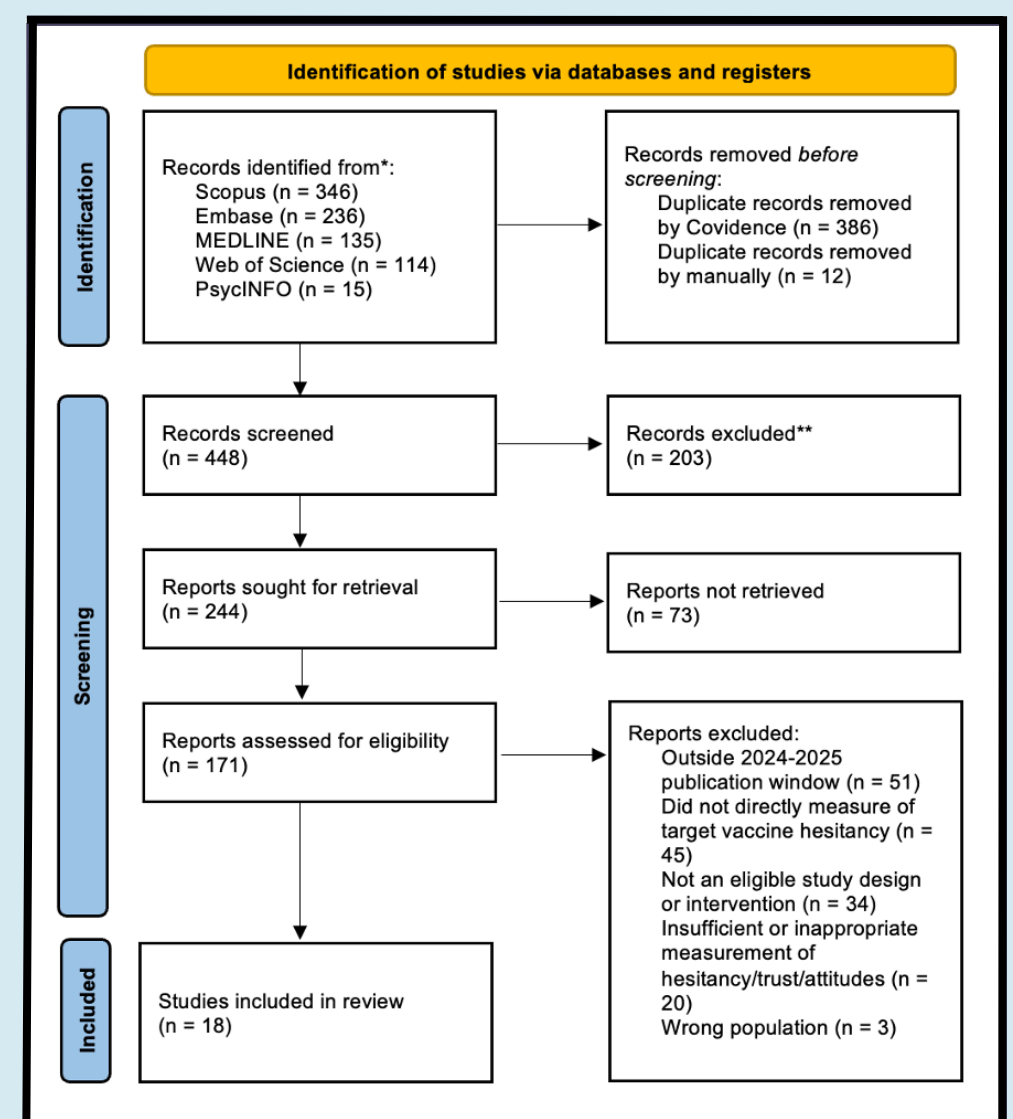 Identification of studies via databases and registers
Identification
Records identified from*:
Scopus (n = 346)
Embase (n = 236)
MEDLINE (n = 135)
Web of Science (n = 114)
PsycINFO (n = 15)
Records removed before
screening:
Duplicate records removed
by Covidence (n = 386)
Duplicate records removed
by manually (n = 12)
Screening
Records screened
(n = 448)
Records excluded**
(n = 203)
Reports sought for retrieval
(n = 244)
Reports not retrieved
(n = 73)
Reports assessed for eligibility
(n = 171)
Reports excluded:
Outside 2024-2025
publication window (n = 51)
Did not directly measure of
target vaccine hesitancy (n =
45)
Not an eligible study design
or intervention (n = 34)
Insufficient or inappropriate
measurement of
hesitancy/trust/attitudes (n =
20)
Wrong population (n = 3)
Included
Studies included in review
(n = 18)